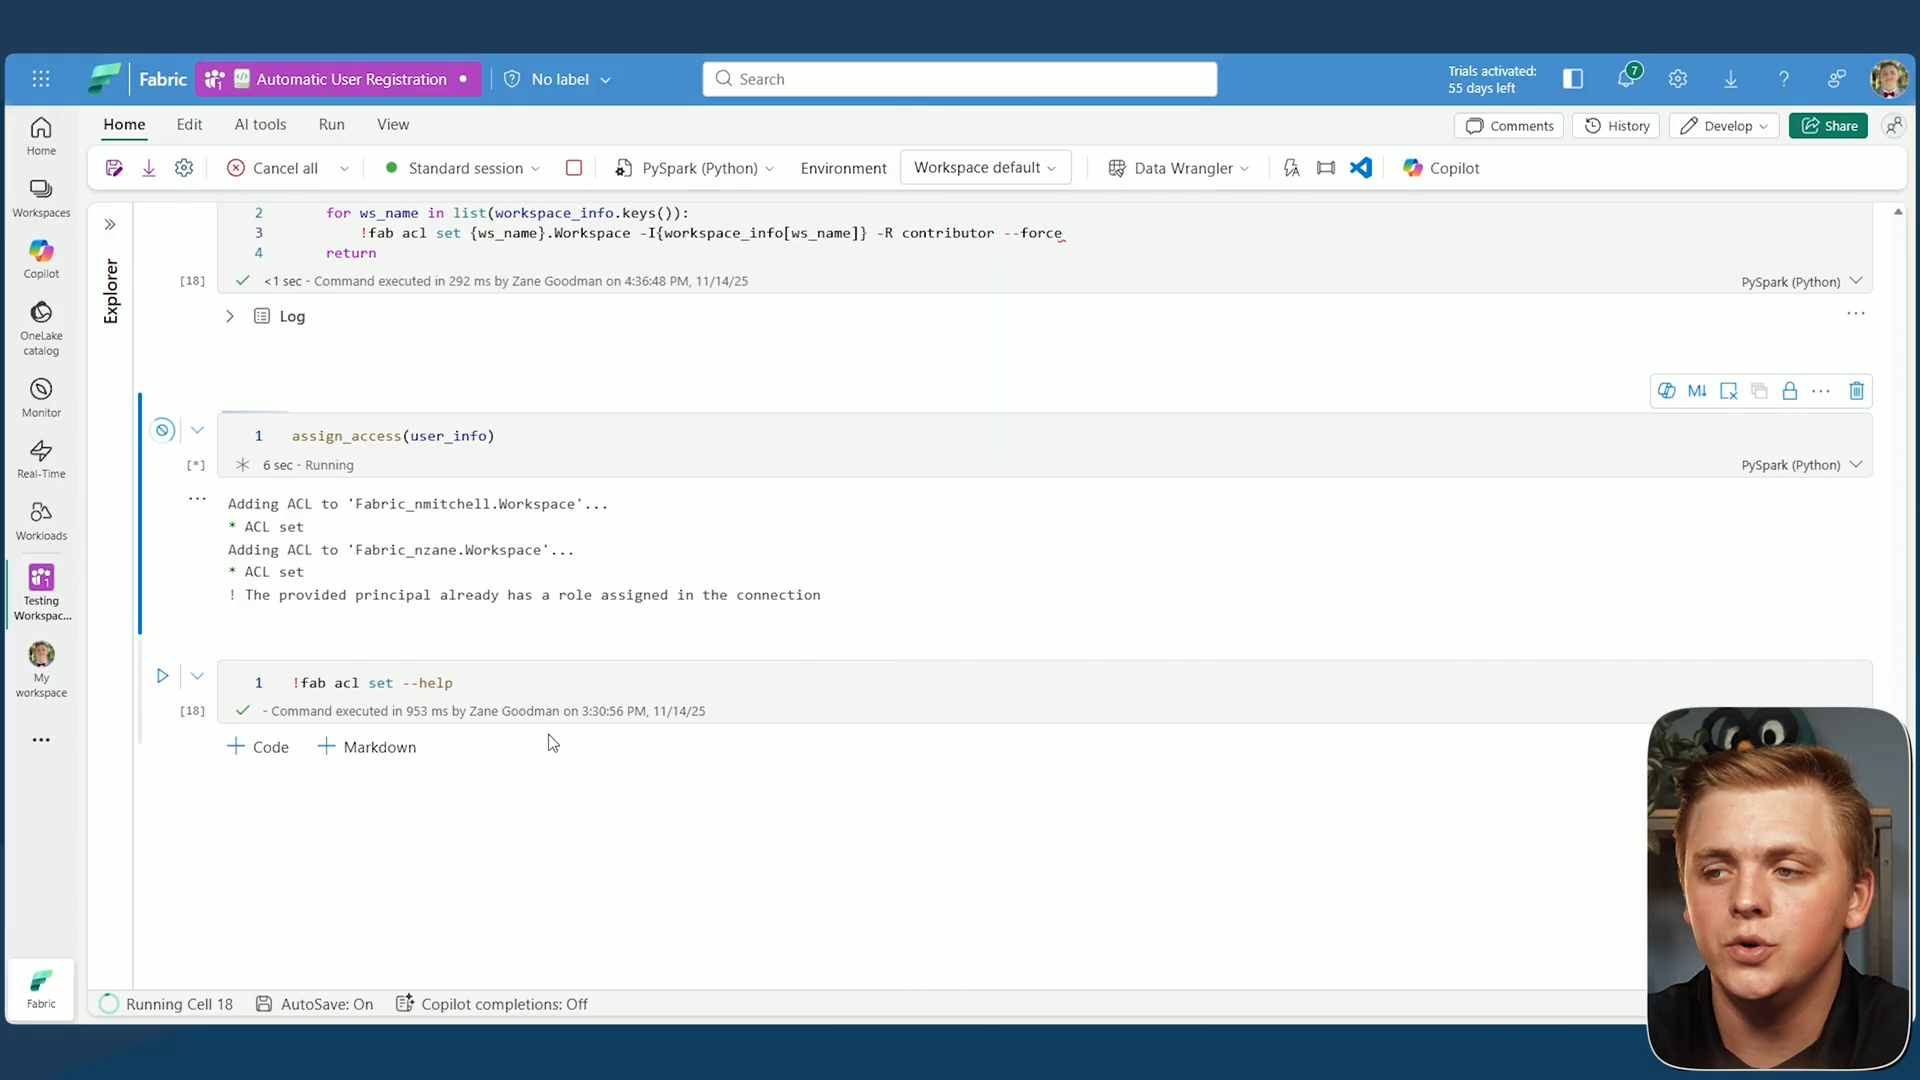 Fabric
Automatic User Registration
No label
Search
Trials activated:
55 days left
7
Home
Edit
AI tools
Run
View
Comments
History
Develop
Share
Cancel all
Standard session
PySpark (Python)
Environment
Workspace default
Data Wrangler
Copilot
Home
Workspaces
Copilot
OneLake
catalog
Monitor
Real-Time
Workloads
Testing
Workspac...
My
workspace
Fabric
Explorer
2 for ws_name in list(workspace_info.keys()):
3 !fab acl set {ws_name}.Workspace -I{workspace_info[ws_name]} -R contributor --force
4 return
[18] <1 sec - Command executed in 292 ms by Zane Goodman on 4:36:48 PM, 11/14/25 PySpark (Python)
Log
M↓
1 assign_access(user_info)
[*] 6 sec - Running PySpark (Python)
Adding ACL to 'Fabric_nmitchell.Workspace'...
* ACL set
Adding ACL to 'Fabric_nzane.Workspace'...
* ACL set
! The provided principal already has a role assigned in the connection
1 !fab acl set --help
[18] - Command executed in 953 ms by Zane Goodman on 3:30:56 PM, 11/14/25
+ Code + Markdown
Running Cell 18 AutoSave: On Copilot completions: Off